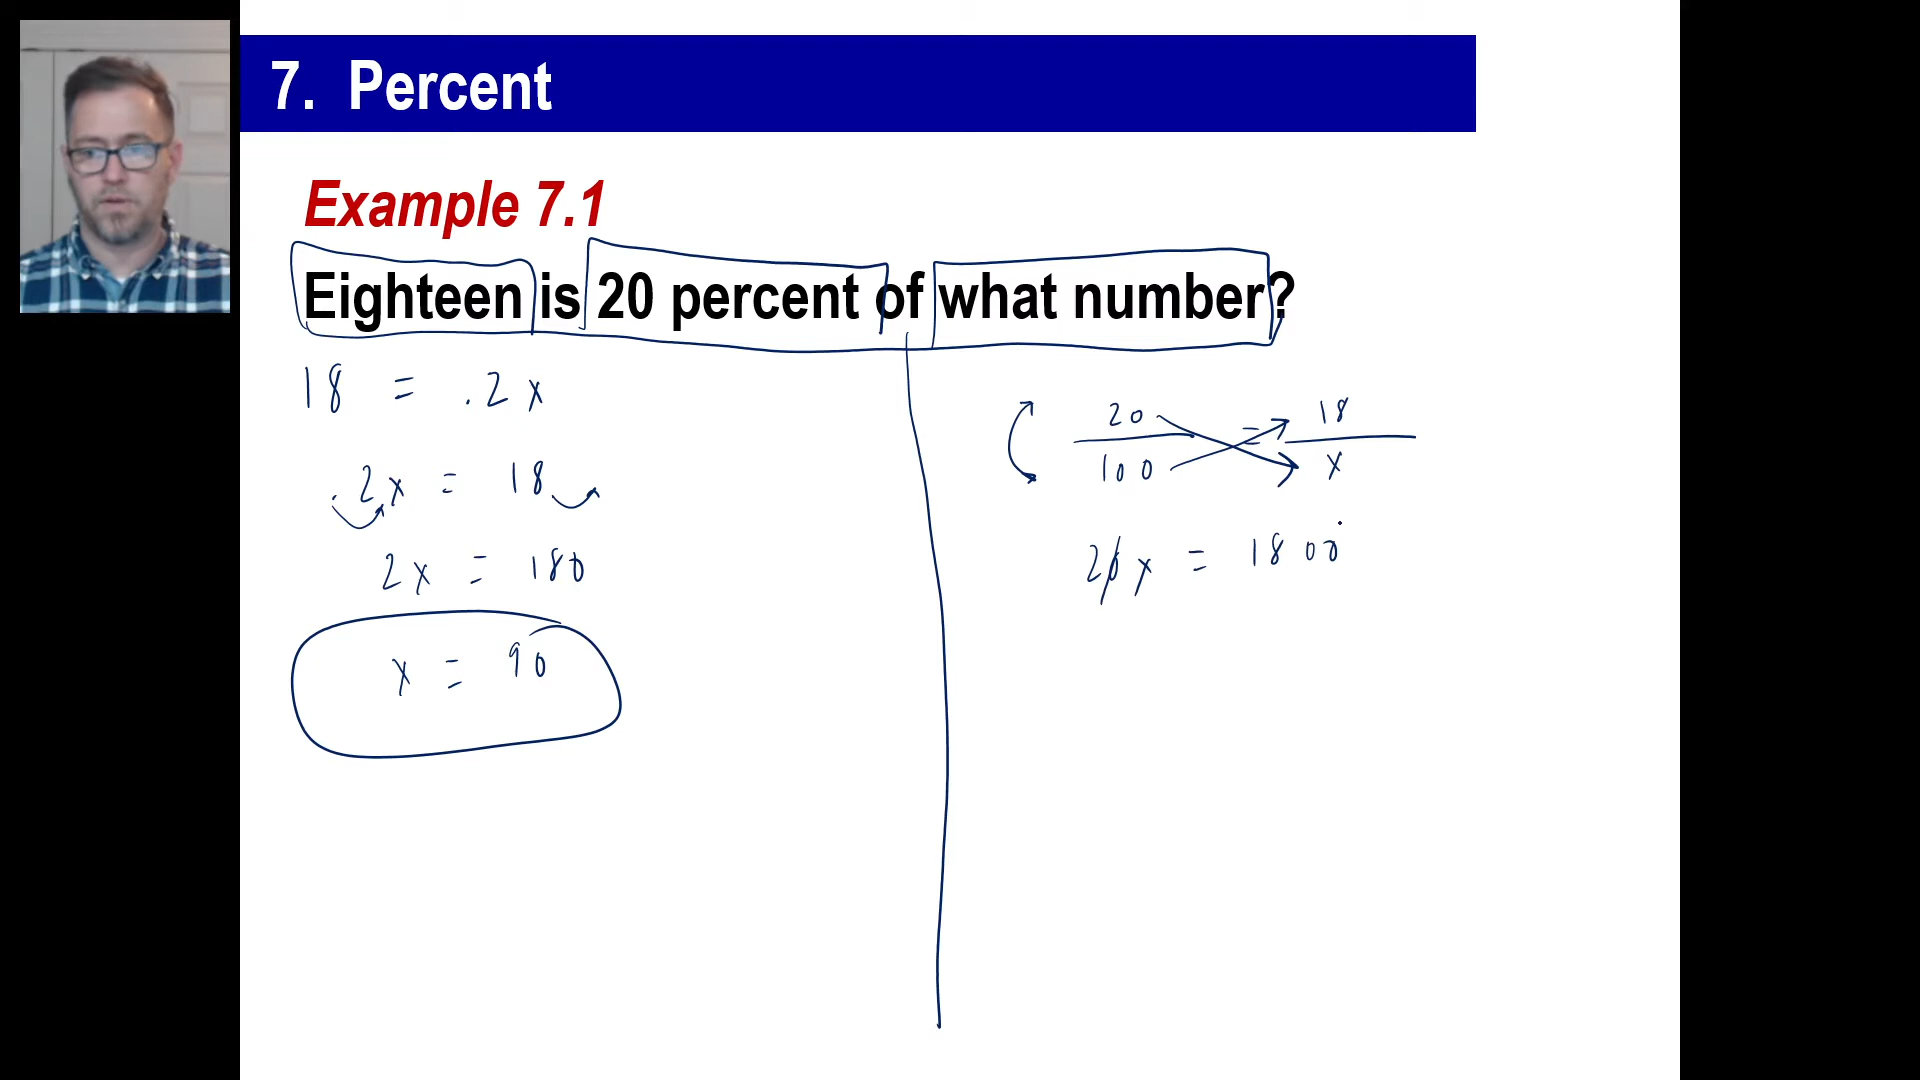 7. Percent
Example 7.1
Eighteen is 20 percent of what number?
18 = .2x
.2x = 18
2x = 180
x = 90
20/100 = 18/x
20x = 1800